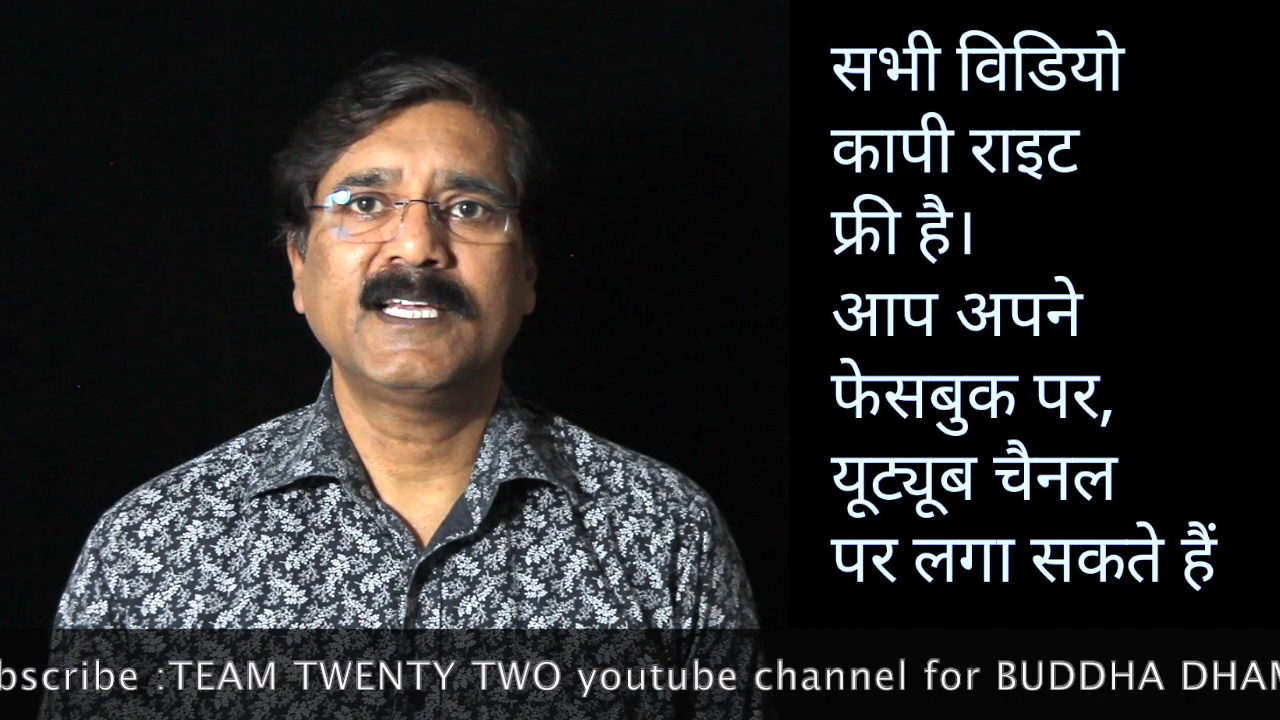 सभी विडियो
कापी राइट
फ्री है।
आप अपने
फेसबुक पर,
यूट्यूब चैनल
पर लगा सकते हैं
bscribe :TEAM TWENTY TWO youtube channel for BUDDHA DHAM